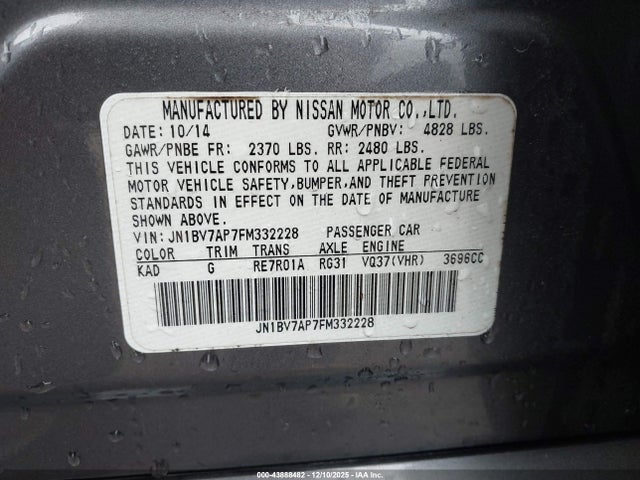 MANUFACTURED BY NISSAN MOTOR CO.,LTD.
DATE: 10/14 GVWR/PNBV: 4828 LBS.
GAWR/PNBE FR: 2370 LBS. RR: 2480 LBS.
THIS VEHICLE CONFORMS TO ALL APPLICABLE FEDERAL
MOTOR VEHICLE SAFETY,BUMPER,AND THEFT PREVENTION
STANDARDS IN EFFECT ON THE DATE OF MANUFACTURE
SHOWN ABOVE.
VIN: JN1BV7AP7FM332228 PASSENGER CAR
COLOR TRIM TRANS AXLE ENGINE
KAD G RE7R01A RG31 VQ37(VHR) 3696CC
JN1BV7AP7FM332228
000-43888482 - 12/10/2025 - IAA Inc.